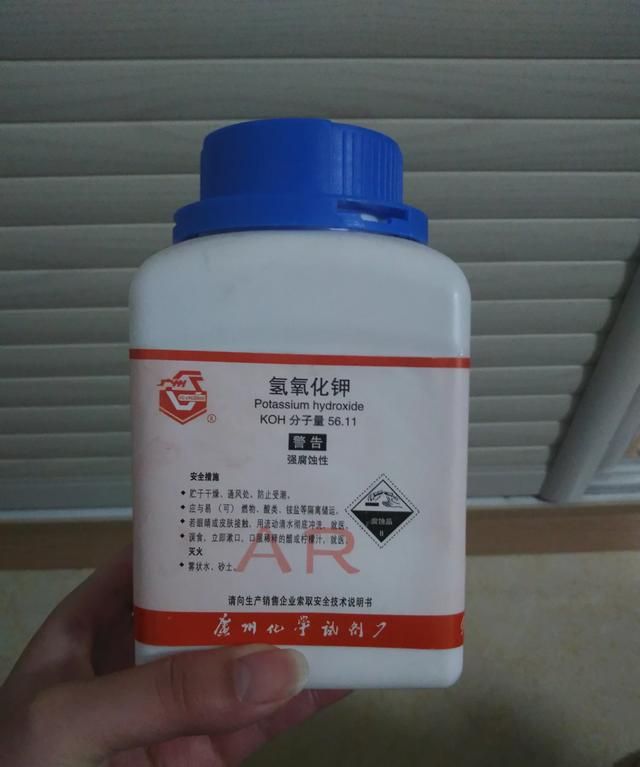 氢氧化钾
Potassium hydroxide
KOH 分子量 56.11
警告
强腐蚀性
安全措施
贮于干燥、通风处、防止受潮。
应与易(可)燃物、酸类、铵盐等隔离储运。
若眼睛或皮肤接触,用流动清水彻底冲洗,就医。
误食,立即漱口,口服稀释的醋或柠檬汁,就医。
灭火
雾状水、砂土。
腐蚀品
8
AR
请向生产销售企业索取安全技术说明书
广州化学试剂厂